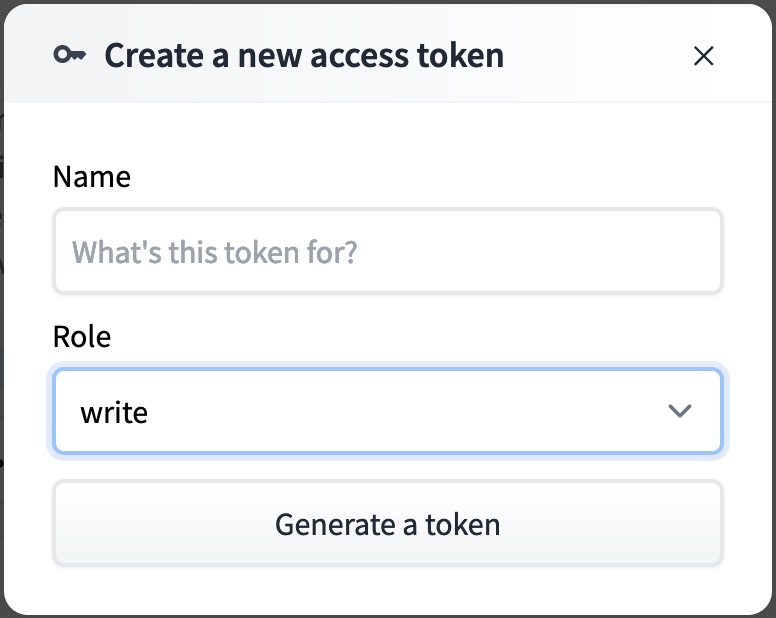 Create a new access token
Name
What's this token for?
Role
write
Generate a token